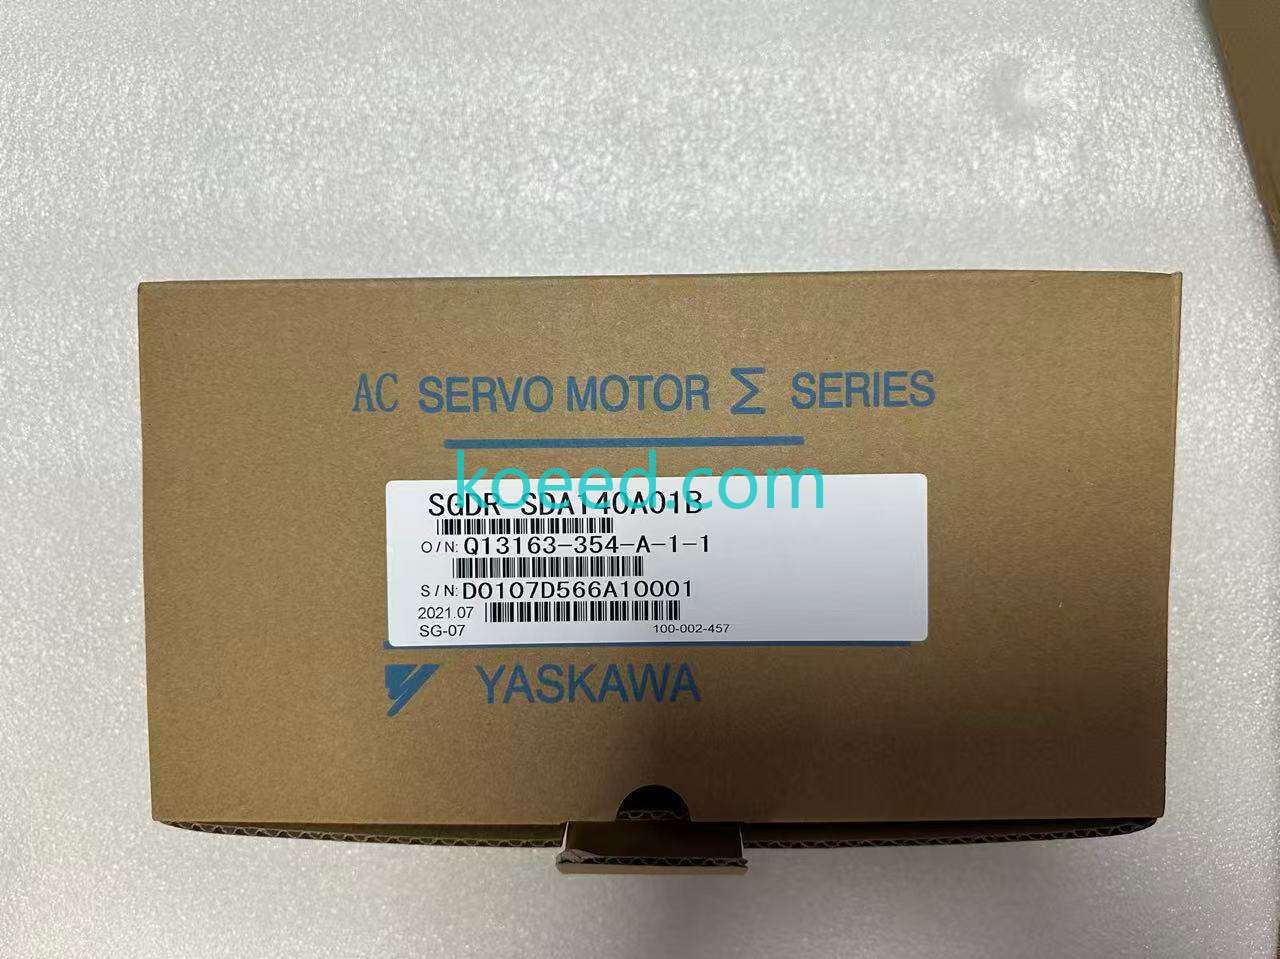 AC SERVO MOTOR Σ SERIES
koeed.com
SGDR-SDA140A01B
O/N: Q13163-354-A-1-1
S/N: D0107D566A10001
2021.07
SG-07 100-002-457
YASKAWA